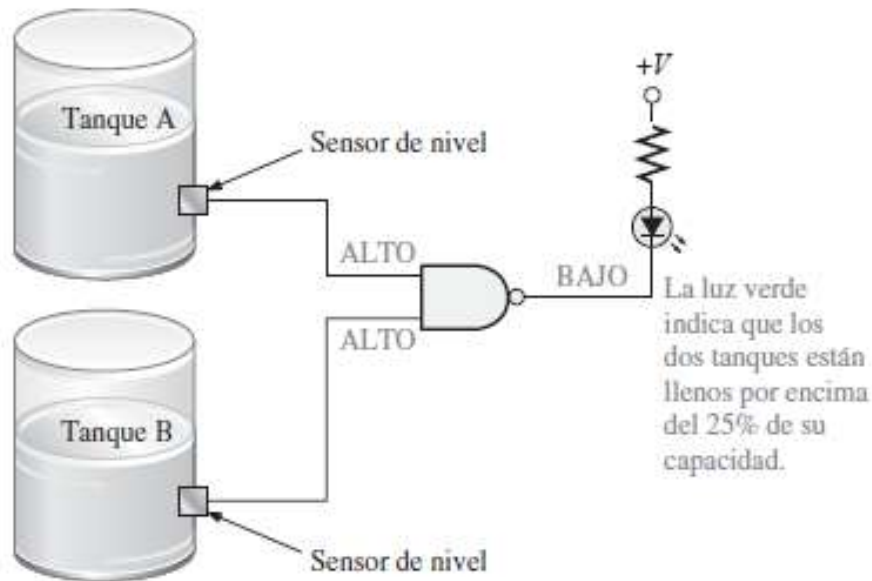 Tanque A
Sensor de nivel
+V
ALTO
BAJO
ALTO
La luz verde
indica que los
dos tanques están
llenos por encima
del 25% de su
capacidad.
Tanque B
Sensor de nivel